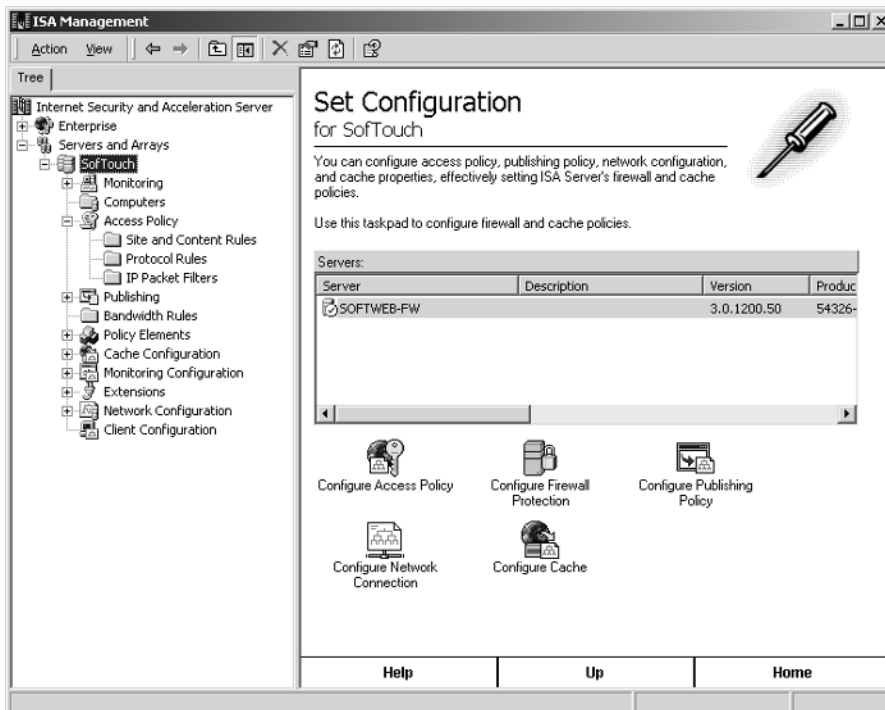 ISA Management
Action View
Tree
Internet Security and Acceleration Server
Enterprise
Servers and Arrays
SofTouch
Monitoring
Computers
Access Policy
Site and Content Rules
Protocol Rules
IP Packet Filters
Publishing
Bandwidth Rules
Policy Elements
Cache Configuration
Monitoring Configuration
Extensions
Network Configuration
Client Configuration
Set Configuration
for SofTouch
You can configure access policy, publishing policy, network configuration,
and cache properties, effectively setting ISA Server's firewall and cache
policies.
Use this taskpad to configure firewall and cache policies.
Servers:
Server Description Version Produc
SOFTWEB-FW 3.0.1200.50 54326-
Configure Access Policy
Configure Firewall
Protection
Configure Publishing
Policy
Configure Network
Connection
Configure Cache
Help Up Home